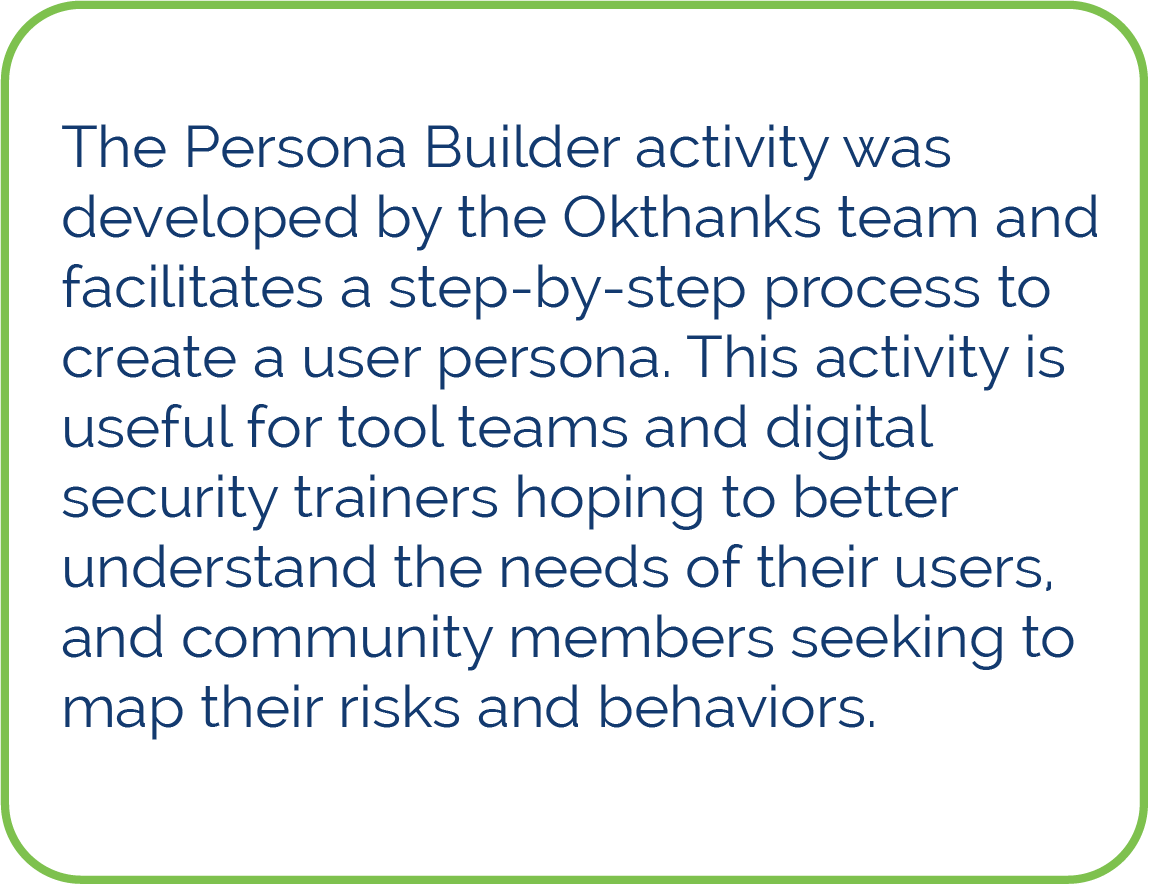 The Persona Builder activity was
developed by the Okthanks team and
facilitates a step-by-step process to
create a user persona. This activity is
useful for tool teams and digital
security trainers hoping to better
understand the needs of their users,
and community members seeking to
map their risks and behaviors.